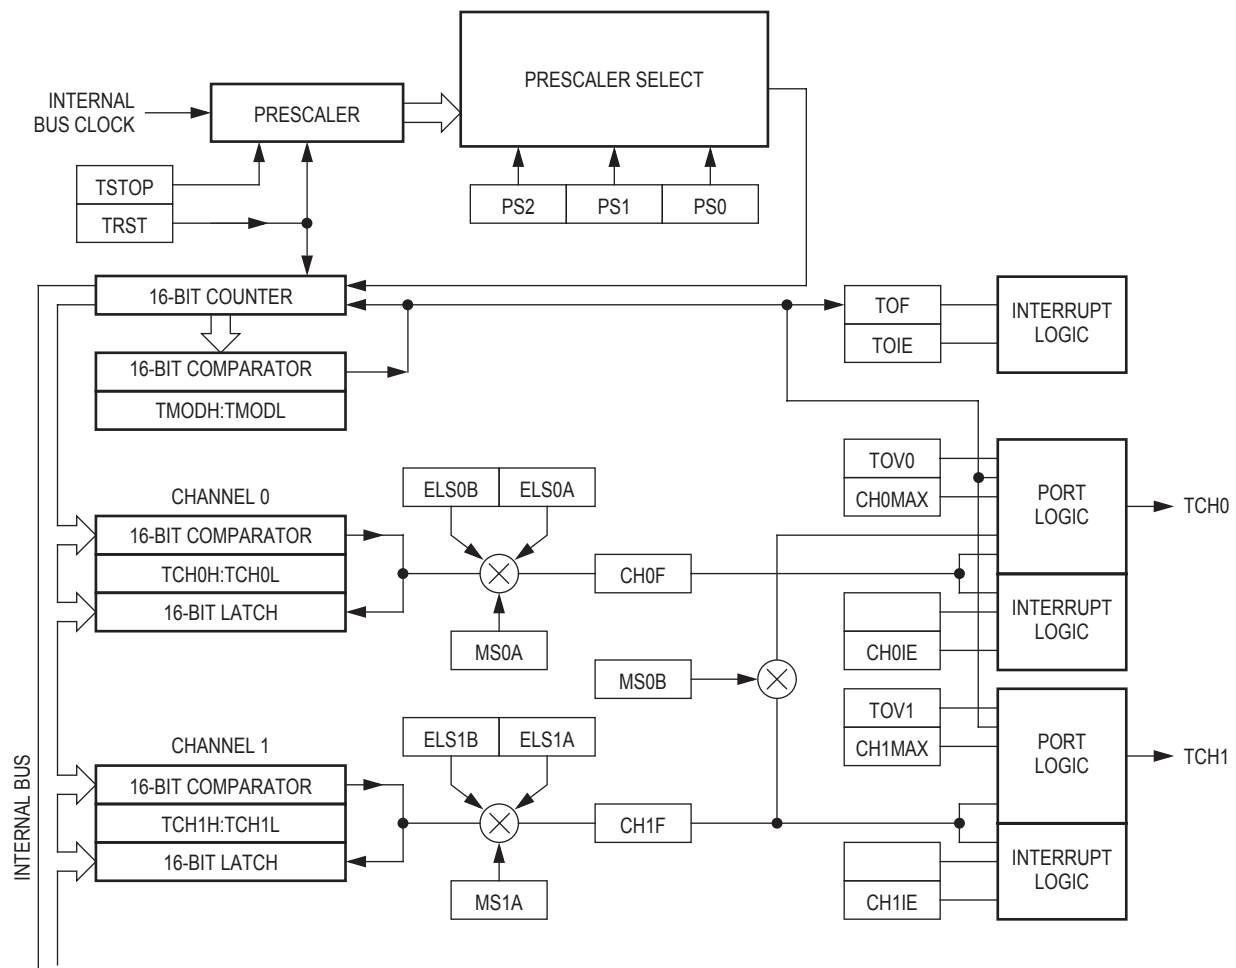 PRESCALER SELECT
INTERNAL
BUS CLOCK
PRESCALER
TSTOP
TRST
PS2
PS1
PS0
16-BIT COUNTER
16-BIT COMPARATOR
TMODH:TMODL
TOF
TOIE
INTERRUPT
LOGIC
CHANNEL 0
16-BIT COMPARATOR
TCH0H:TCH0L
16-BIT LATCH
ELS0B
ELS0A
MS0A
CH0F
TOV0
CH0MAX
PORT
LOGIC
TCH0
CH0IE
INTERRUPT
LOGIC
MS0B
CHANNEL 1
16-BIT COMPARATOR
TCH1H:TCH1L
16-BIT LATCH
ELS1B
ELS1A
MS1A
CH1F
TOV1
CH1MAX
PORT
LOGIC
TCH1
CH1IE
INTERRUPT
LOGIC
INTERNAL BUS